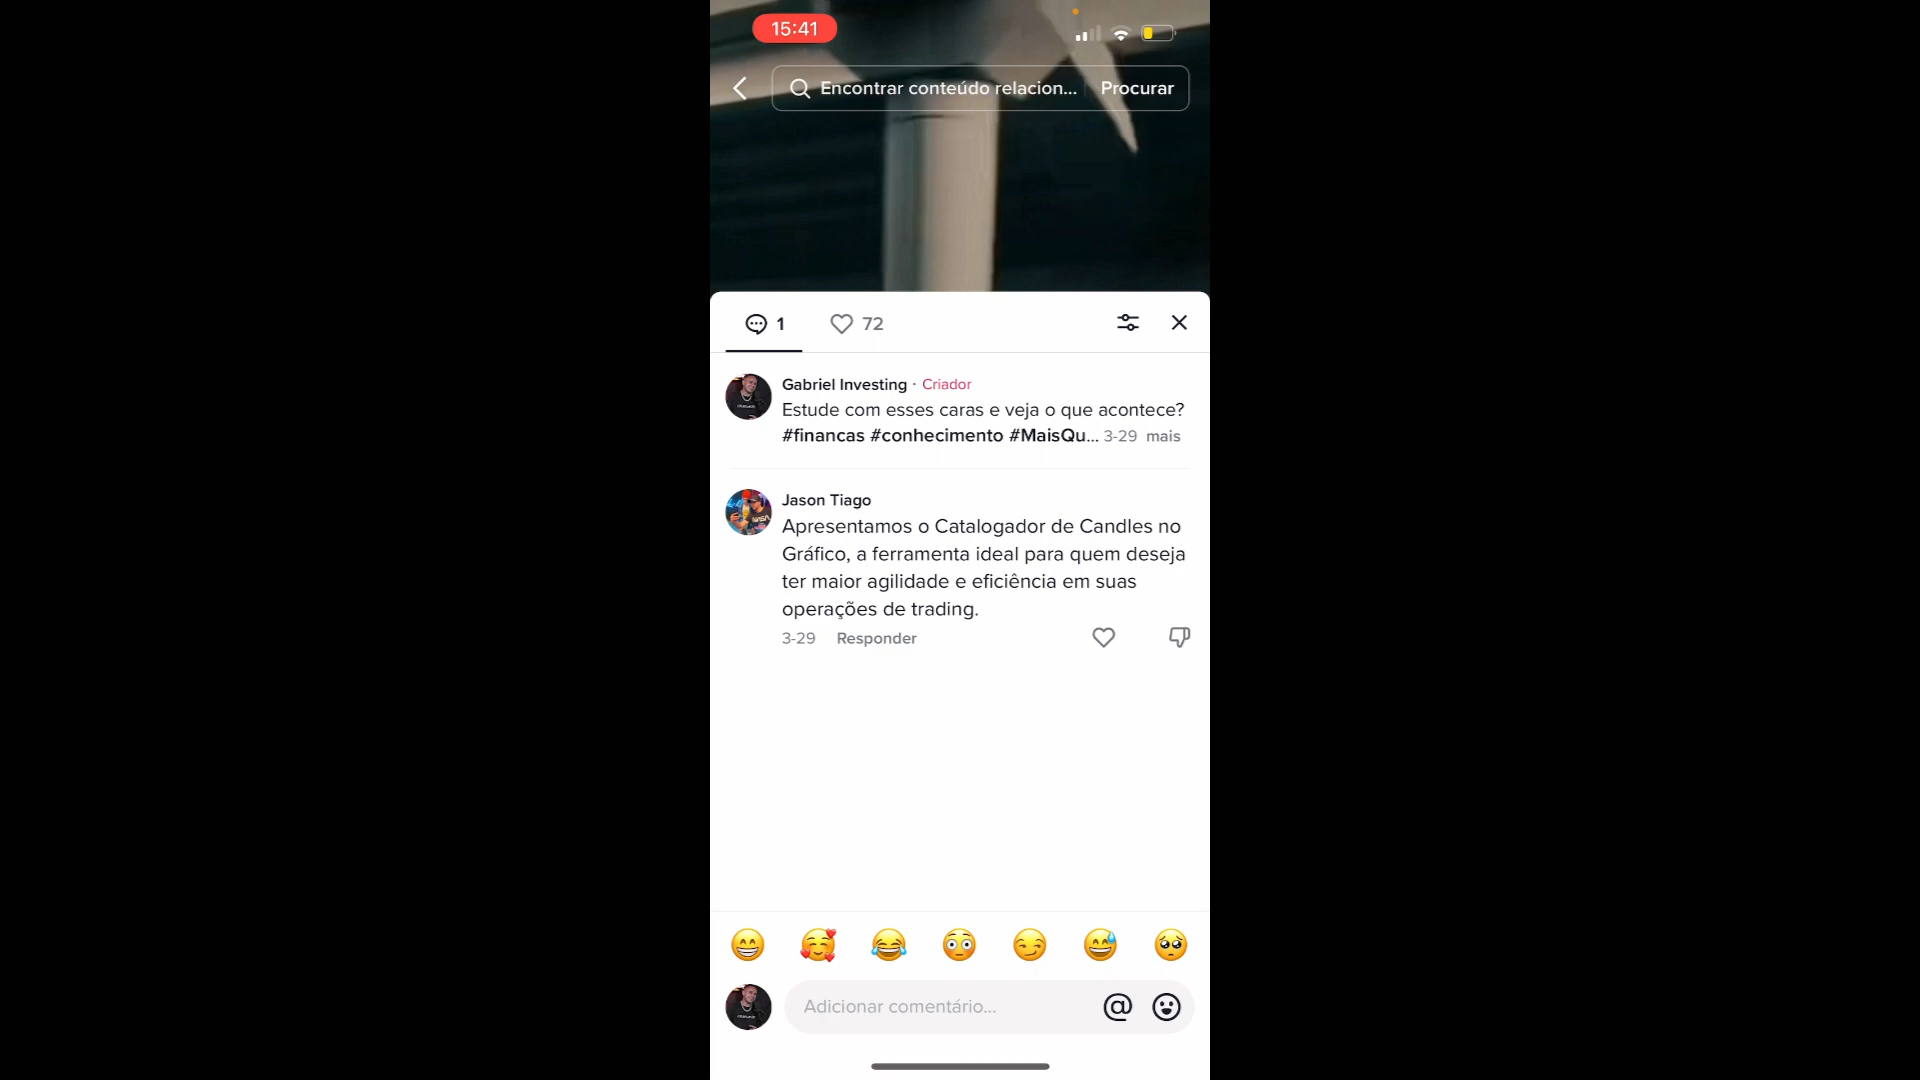 15:41
Encontrar conteúdo relacion... Procurar
1 72
Gabriel Investing · Criador
Estude com esses caras e veja o que acontece?
#financas #conhecimento #MaisQu... 3-29 mais
Jason Tiago
Apresentamos o Catalogador de Candles no
Gráfico, a ferramenta ideal para quem deseja
ter maior agilidade e eficiência em suas
operações de trading.
3-29 Responder
Adicionar comentário...